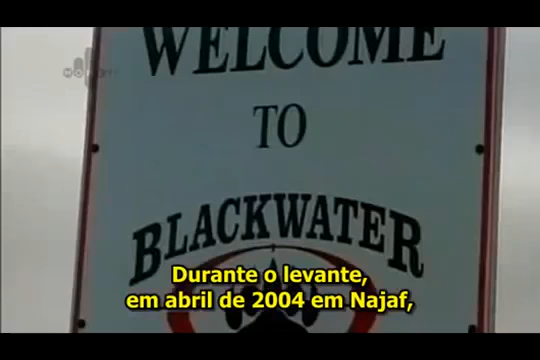 WELCOME
TO
BLACKWATER
Durante o levante,
em abril de 2004 em Najaf,